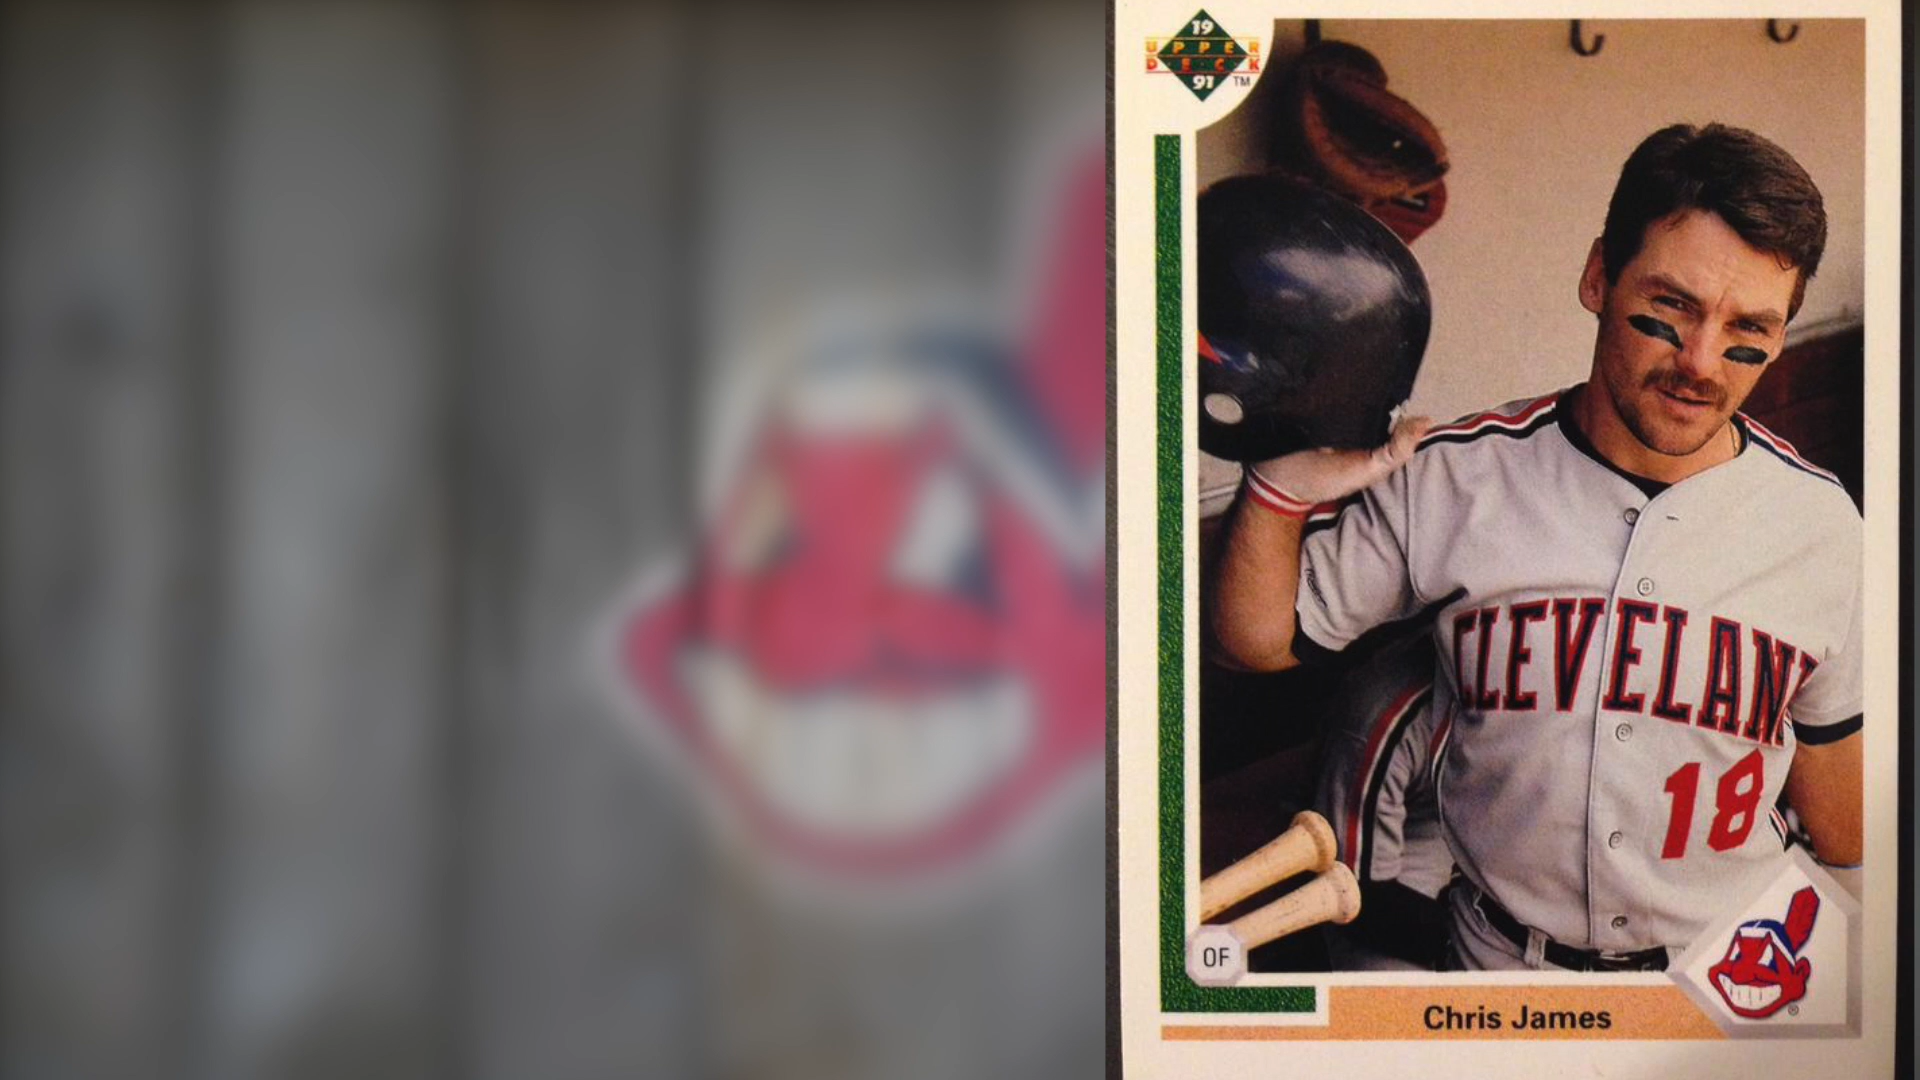 19
UPPER
DECK
91 TM
CLEVELAN
18
OF
Chris James
®